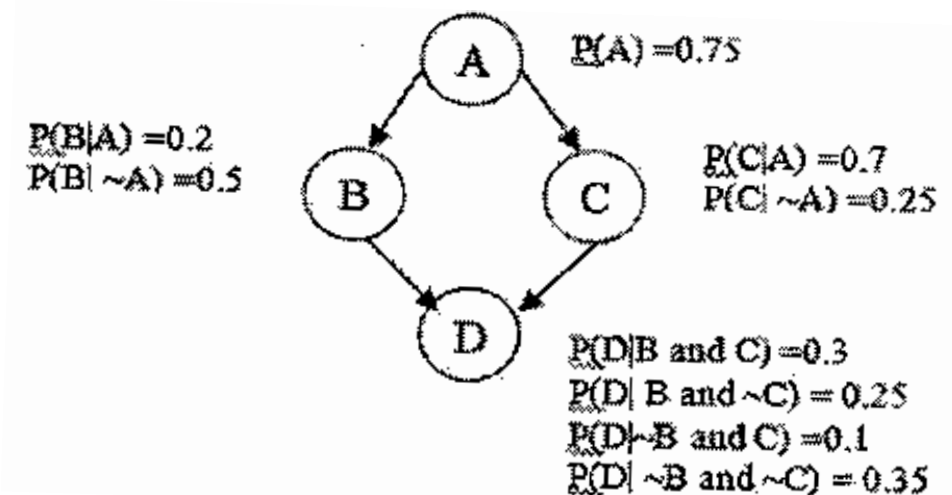 A
P(A) =0.75
P(B|A) =0.2
P(B| ~A) =0.5
P(C|A) =0.7
P(C| ~A) =0.25
B
C
D
P(D|B and C) =0.3
P(D| B and ~C) = 0.25
P(D|~B and C) =0.1
P(D| ~B and ~C) = 0.35